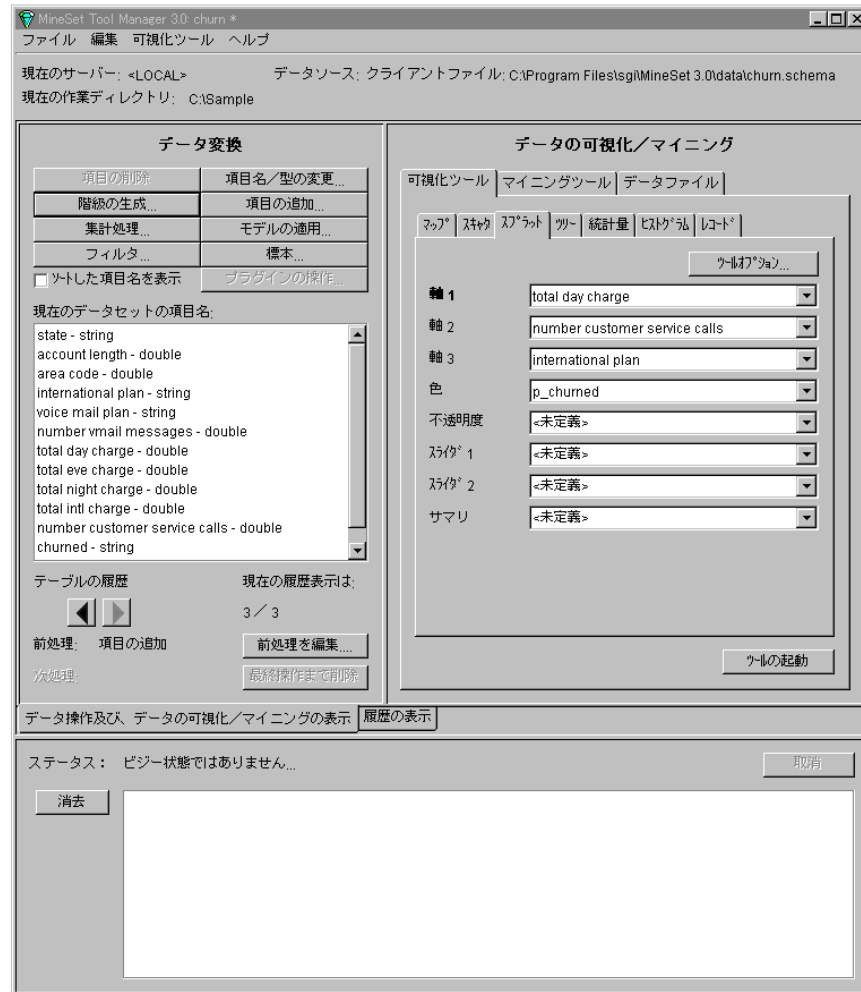 MineSet Tool Manager 3.0: churn *
ファイル 編集 可視化ツール ヘルプ
現在のサーバー: <LOCAL> データソース: クライアントファイル: C:\Program Files\sgi\MineSet 3.0\data\churn.schema
現在の作業ディレクトリ: C:\Sample
データ変換
項目の削除 項目名／型の変更...
階級の生成... 項目の追加...
集計処理... モデルの適用...
フィルタ... 標本...
ｿｰﾄした項目名を表示 プラグインの操作...
現在のデータセットの項目名:
state - string
account length - double
area code - double
international plan - string
voice mail plan - string
number vmail messages - double
total day charge - double
total eve charge - double
total night charge - double
total intl charge - double
number customer service calls - double
churned - string
テーブルの履歴 現在の履歴表示は:
3／3
前処理: 項目の追加 前処理を編集...
次処理: 最終操作まで削除
データの可視化／マイニング
可視化ツール マイニングツール データファイル
ﾏｯﾌﾟ ｽｷｬﾀ ｽﾌﾟﾗｯﾄ ﾂﾘｰ 統計量 ﾋｽﾄｸﾞﾗﾑ ﾚｺｰﾄﾞ
ﾂｰﾙｵﾌﾟｼｮﾝ...
軸 1 total day charge
軸 2 number customer service calls
軸 3 international plan
色 p_churned
不透明度 <未定義>
ｽﾗｲﾀﾞ 1 <未定義>
ｽﾗｲﾀﾞ 2 <未定義>
サマリ <未定義>
ﾂｰﾙの起動
データ操作及び、データの可視化／マイニングの表示 履歴の表示
ステータス： ビジー状態ではありません... 取消
消去